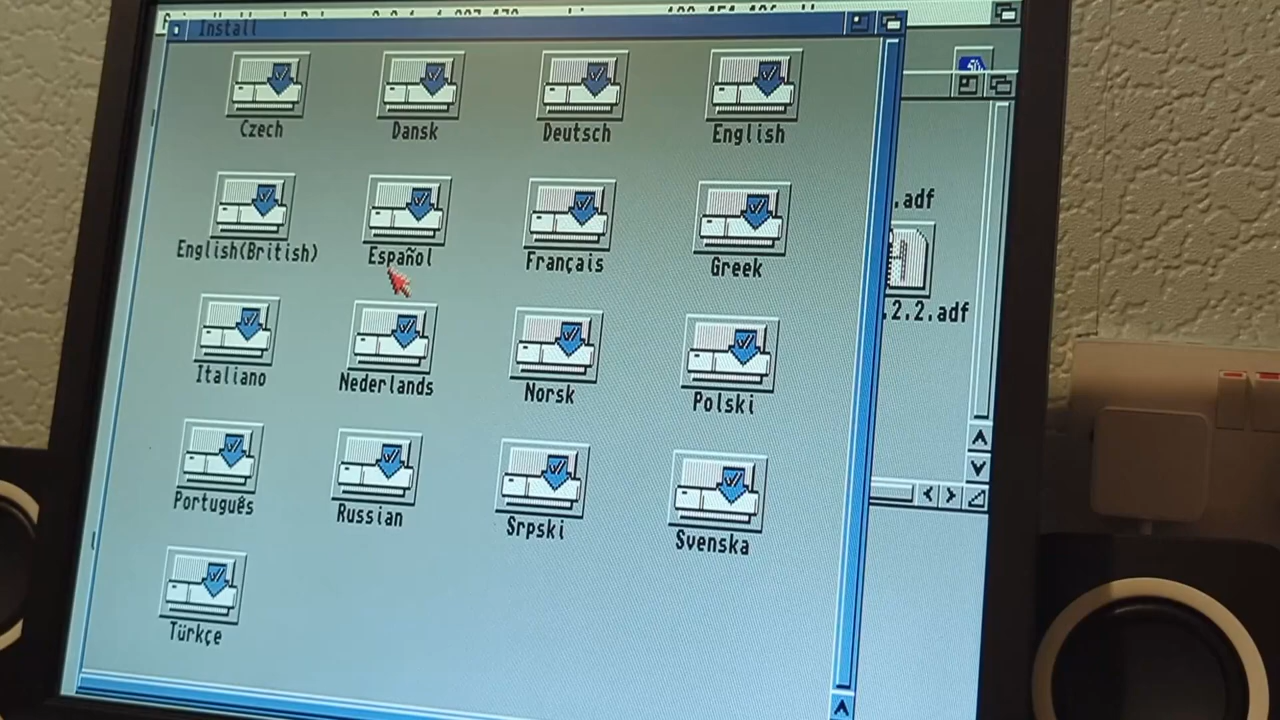 Install
Czech
Dansk
Deutsch
English
English(British)
Español
Français
Greek
.adf
Italiano
Nederlands
Norsk
Polski
.2.2.adf
Português
Russian
Srpski
Svenska
Türkçe